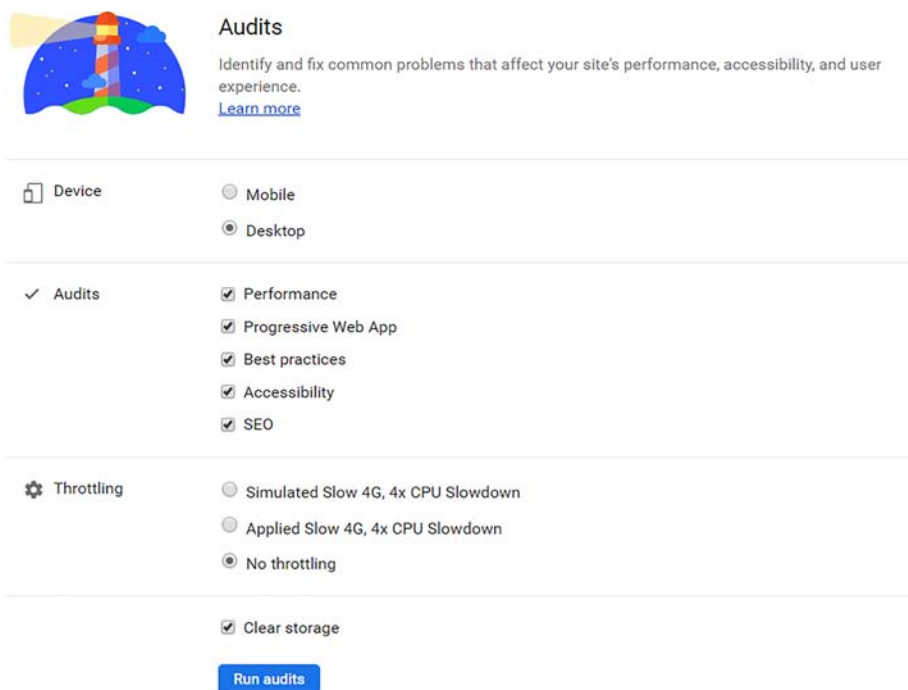 Audits
Identify and fix common problems that affect your site's performance, accessibility, and user
experience.
Learn more
Device
Mobile
Desktop
Audits
Performance
Progressive Web App
Best practices
Accessibility
SEO
Throttling
Simulated Slow 4G, 4x CPU Slowdown
Applied Slow 4G, 4x CPU Slowdown
No throttling
Clear storage
Run audits